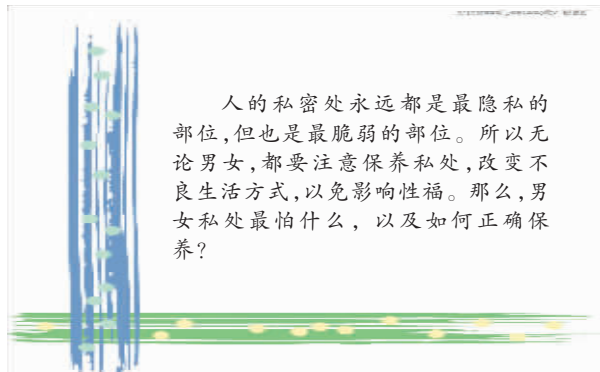 人的私密处永远都是最隐私的
部位,但也是最脆弱的部位。所以无
论男女,都要注意保养私处,改变不
良生活方式,以免影响性福。那么,男
女私处最怕什么，以及如何正确保
养?